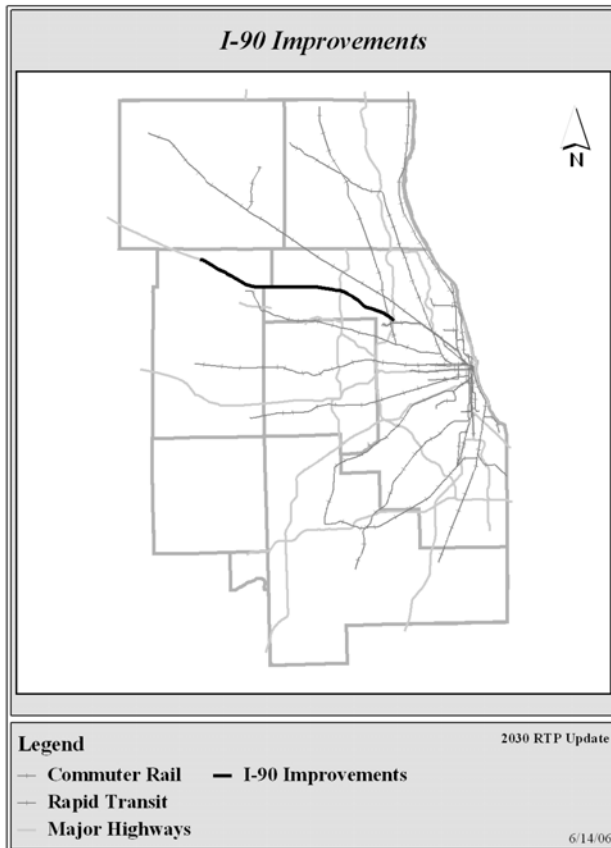 I-90 Improvements
N
Legend
2030 RTP Update
Commuter Rail
I-90 Improvements
Rapid Transit
Major Highways
6/14/06